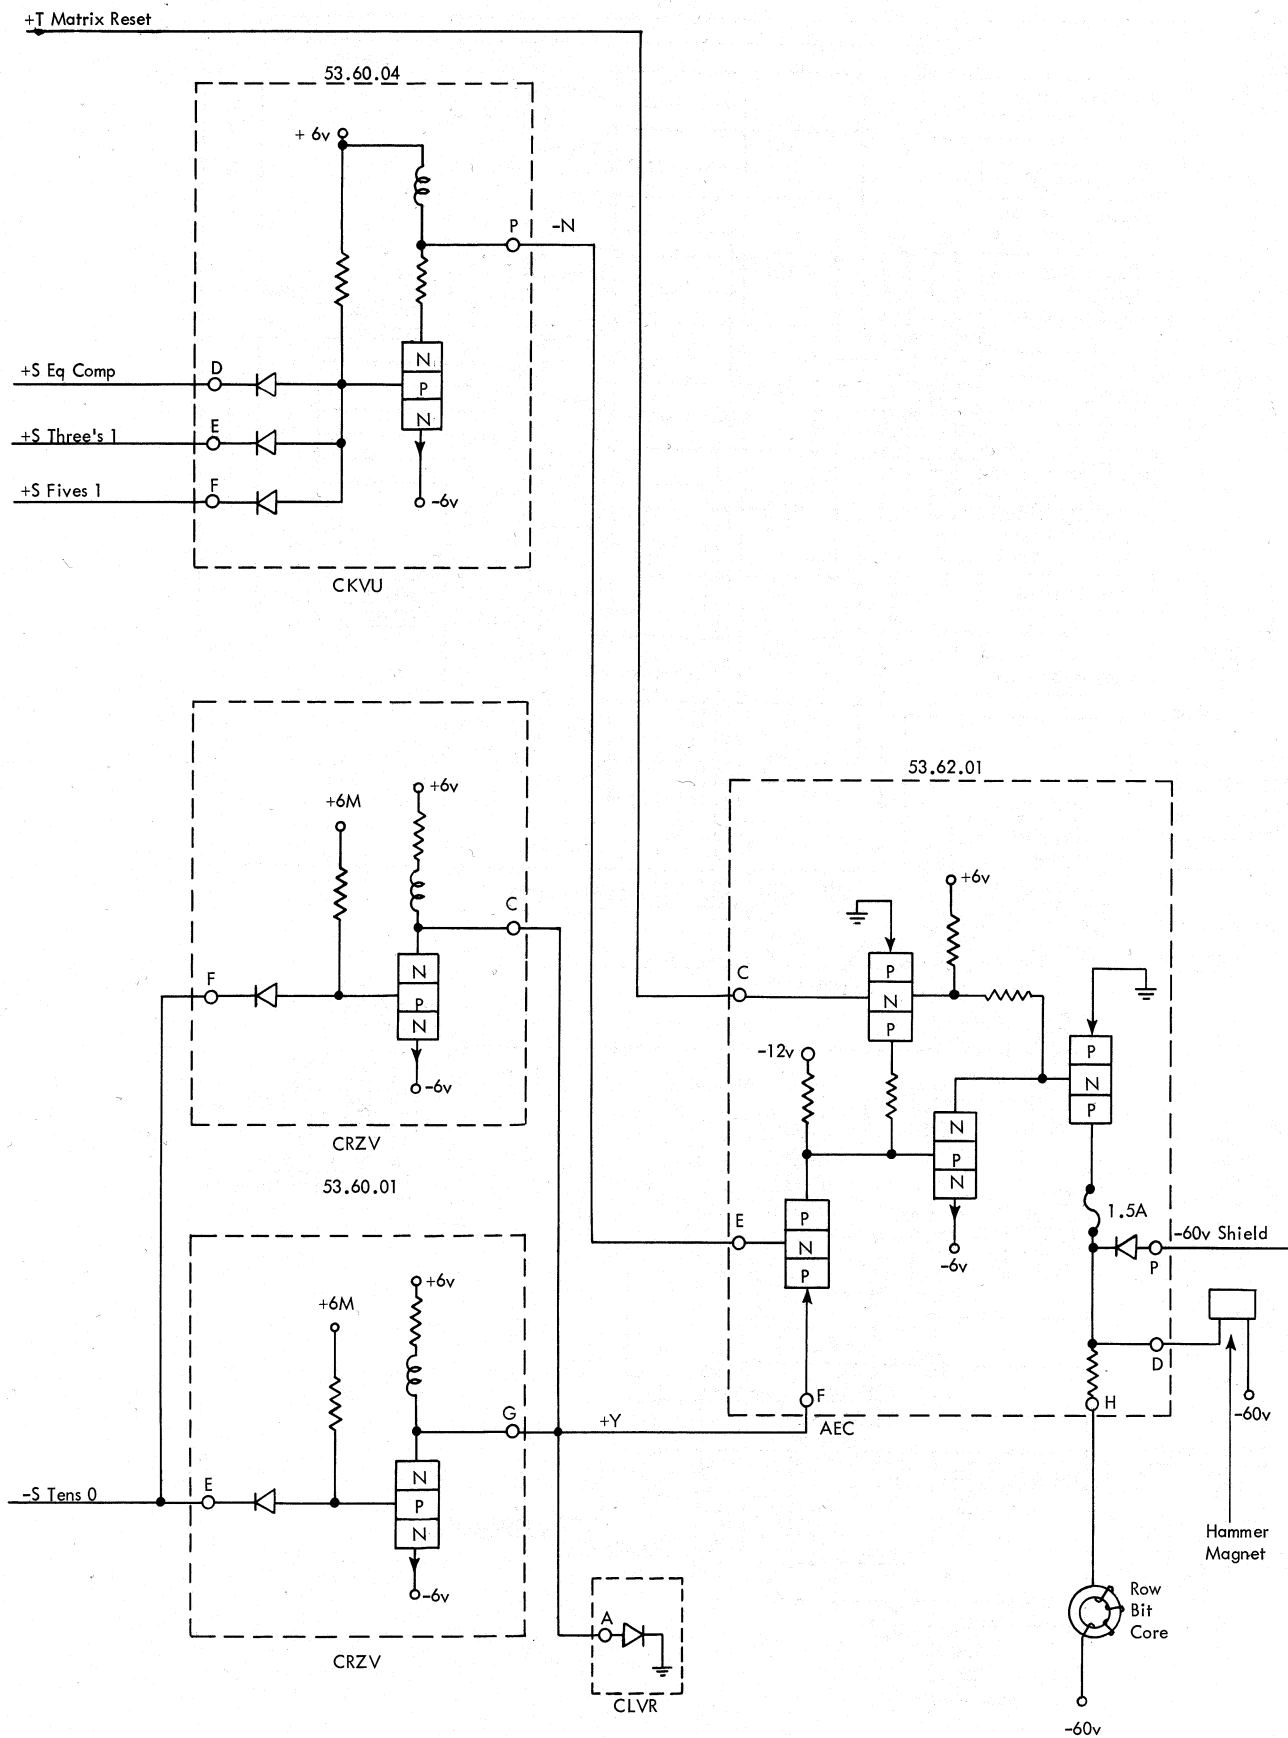 +T Matrix Reset
53.60.04
+ 6v
P
-N
N
P
N
+S Eq Comp
D
+S Three's 1
E
+S Fives 1
F
-6v
CKVU
+6v
+6M
C
F
N
P
N
-6v
CRZV
53.60.01
+6v
+6M
G
+Y
-S Tens 0
E
N
P
N
-6v
CRZV
A
CLVR
53.62.01
+6v
C
P
N
P
-12v
P
N
P
N
P
N
-6v
1.5A
E
P
N
P
-60v Shield
P
D
F
AEC
H
-60v
Hammer
Magnet
Row
Bit
Core
-60v